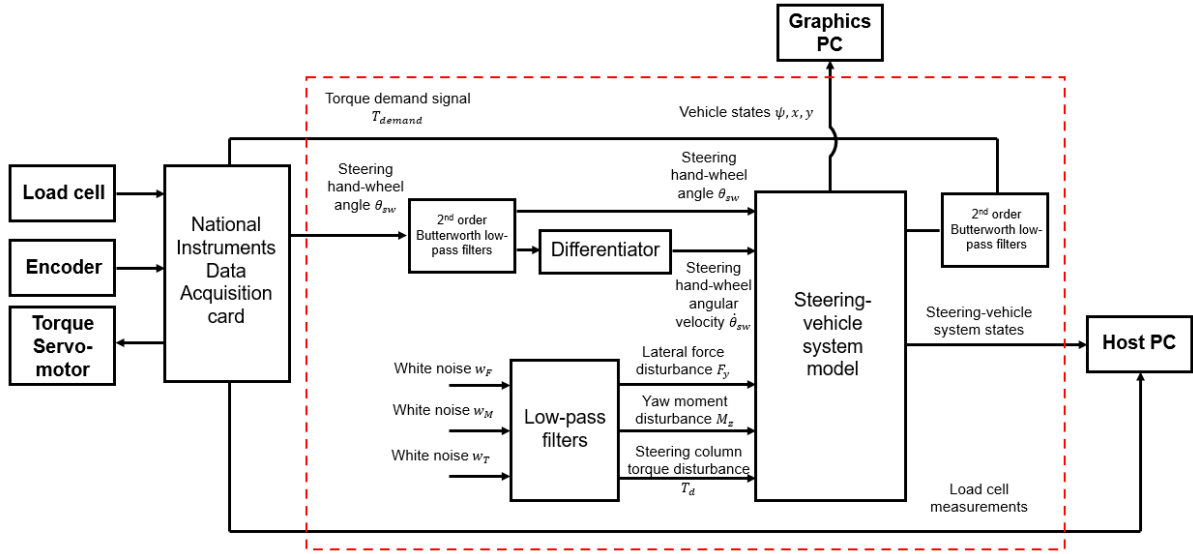 Graphics
PC
Torque demand signal
T_demand
Vehicle states ψ, x, y
Load cell
Encoder
Torque
Servo-
motor
National
Instruments
Data
Acquisition
card
Steering
hand-wheel
angle θ_sw
2nd order
Butterworth low-
pass filters
Differentiator
Steering
hand-wheel
angle θ_sw
Steering
hand-wheel
angular
velocity θ̇_sw
White noise w_F
White noise w_M
White noise w_T
Low-pass
filters
Lateral force
disturbance F_y
Yaw moment
disturbance M_z
Steering column
torque disturbance
T_d
Steering-
vehicle
system
model
2nd order
Butterworth low-
pass filters
Steering-vehicle
system states
Host PC
Load cell
measurements